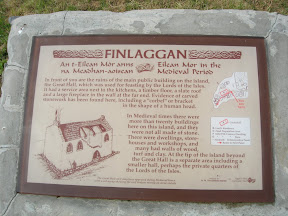 FINLAGGAN
An t-Eilean Mòr anns Eilean Mor in the
na Meadhan-aoisean Medieval Period
In front of you are the ruins of the main public building on the island,
the Great Hall, which was used for feasting by the Lords of the Isles.
It had a service area next to the kitchens, a timber floor, a slate roof
and a large fireplace in the wall at the far end. Evidence of carved
stonework has been found here, including a "corbel" or bracket
in the shape of a human head.
In Medieval times there were
more than twenty buildings
here on this island, and they
were not all made of stone.
There were dwellings, store-
houses and workshops, and
many had walls of wood,
turf and clay. At the tip of the island beyond
the Great Hall is a separate area including a
smaller hall, perhaps the private quarters of
the Lords of the Isles.